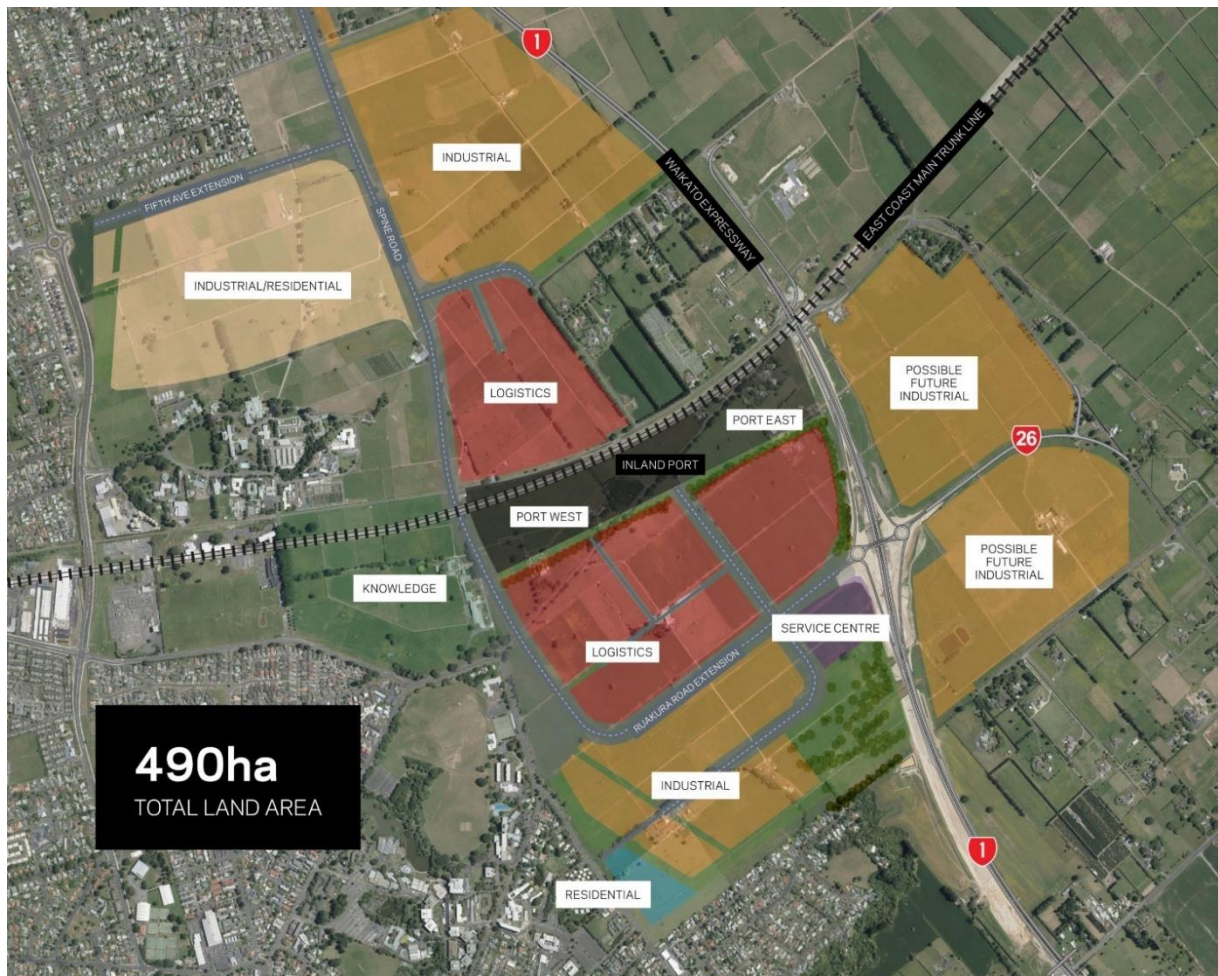 1
INDUSTRIAL
WAIKATO EXPRESSWAY
EAST COAST MAIN TRUNK LINE
FIFTH AVE EXTENSION
SPINE ROAD
INDUSTRIAL/RESIDENTIAL
LOGISTICS
POSSIBLE
FUTURE
INDUSTRIAL
PORT EAST
26
INLAND PORT
PORT WEST
POSSIBLE
FUTURE
INDUSTRIAL
KNOWLEDGE
SERVICE CENTRE
LOGISTICS
RUAKURA ROAD EXTENSION
490ha
TOTAL LAND AREA
INDUSTRIAL
1
RESIDENTIAL